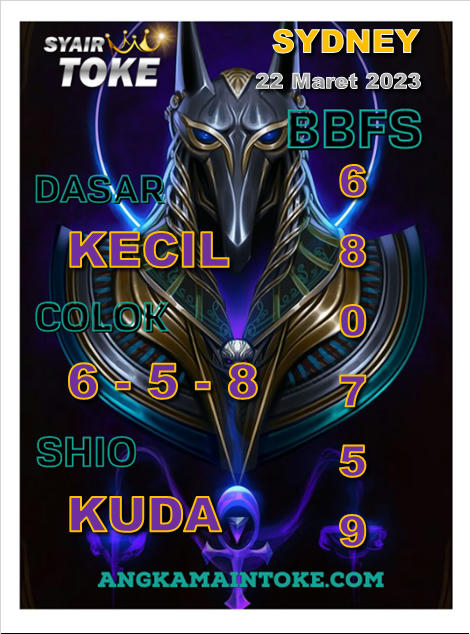 SYAIR
TOKE
SYDNEY
22 Maret 2023
BBFS
DASAR
KECIL
COLOK
6 - 5 - 8
SHIO
KUDA
6
8
0
7
5
9
ANGKAMAINTOKE.COM